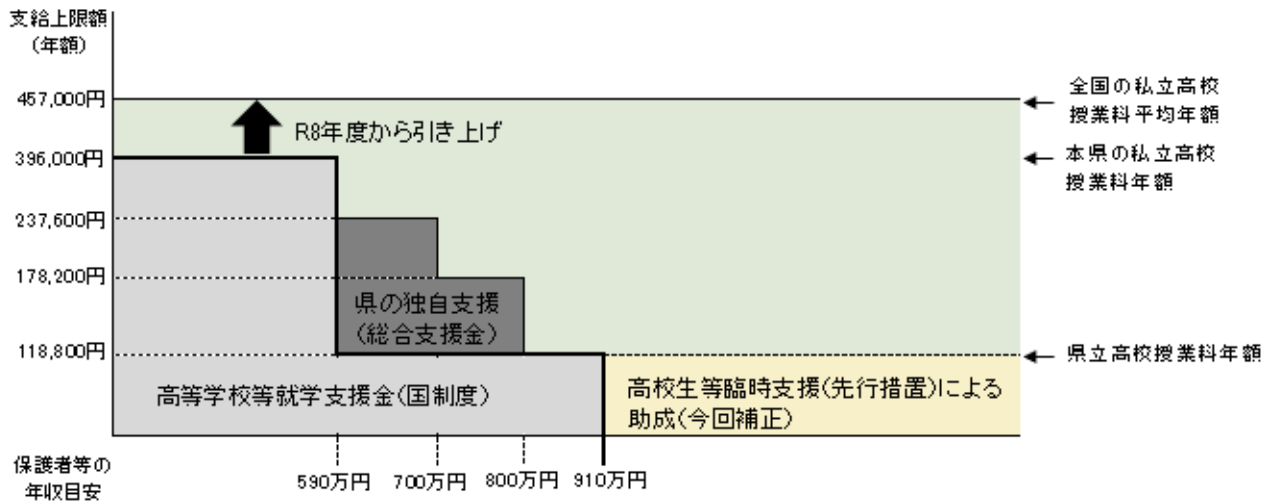 支給上限額
(年額)
457,000円
全国の私立高校
授業料平均年額
R8年度から引き上げ
396,000円
本県の私立高校
授業料年額
237,600円
178,200円
県の独自支援
(総合支援金)
118,800円
県立高校授業料年額
高等学校等就学支援金(国制度)
高校生等臨時支援(先行措置)による
助成(今回補正)
保護者等の
年収目安
590万円
700万円
800万円
910万円